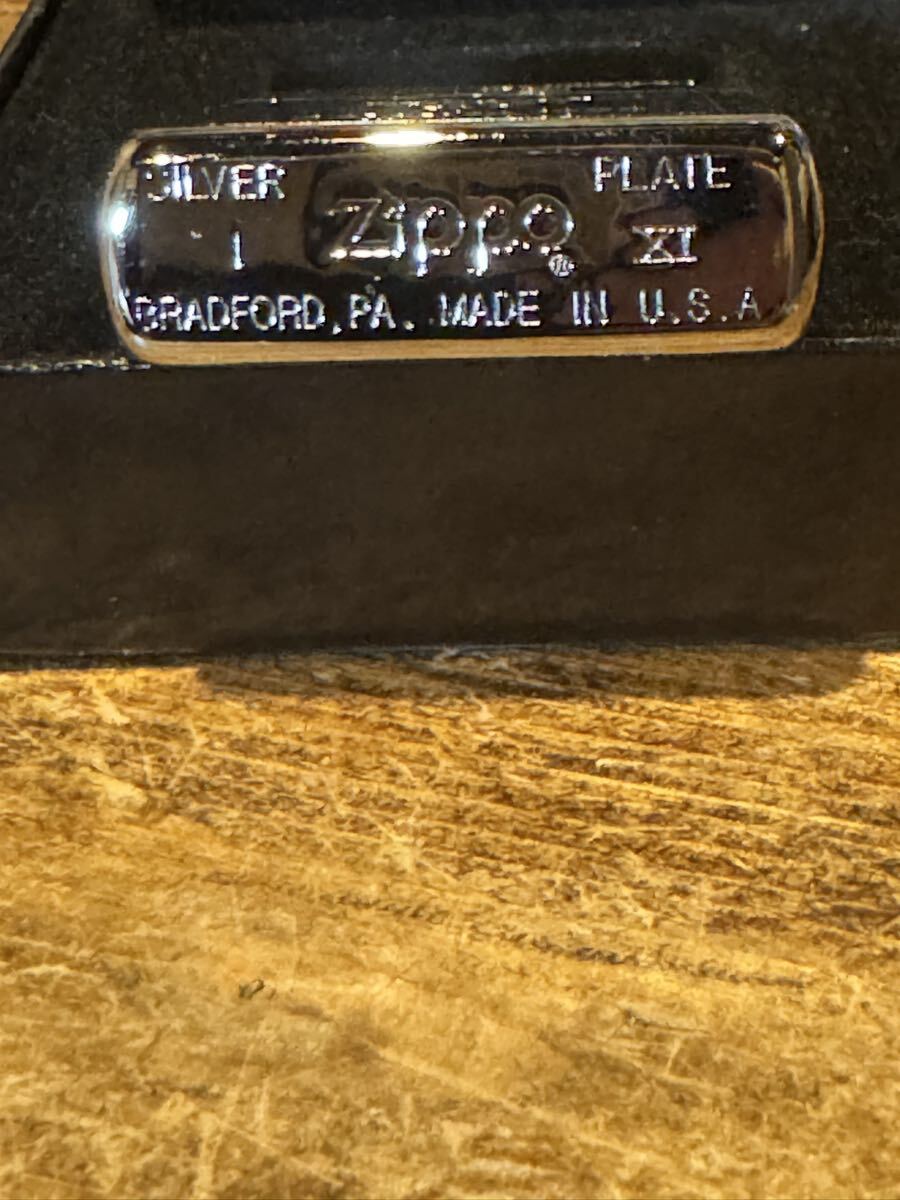 SILVER PLATE
I Zippo ® XI
BRADFORD, PA. MADE IN U.S.A